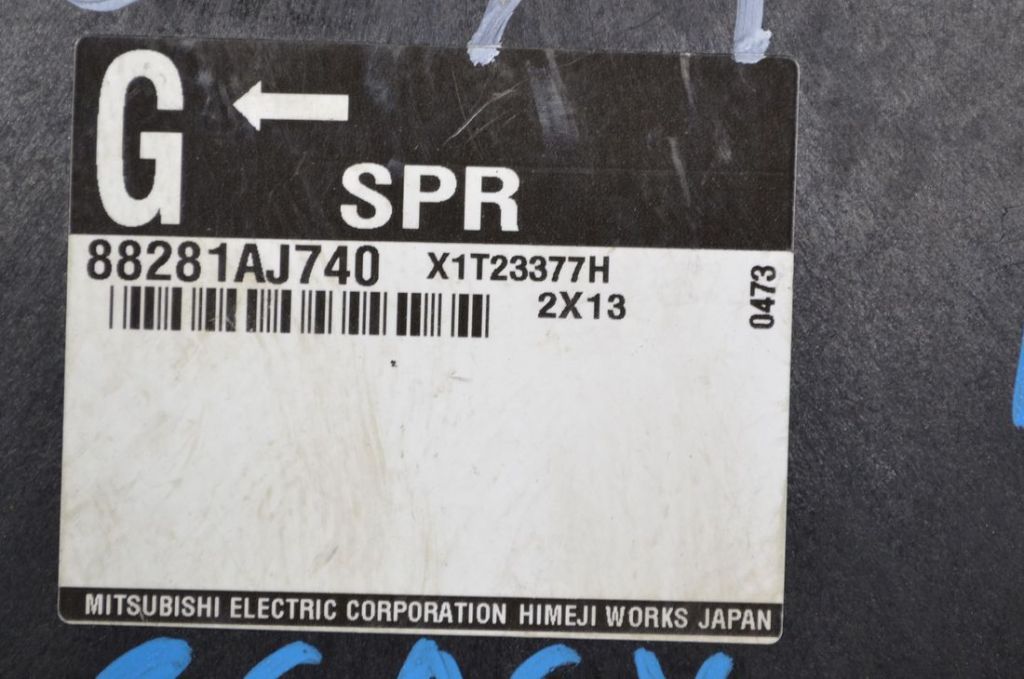 G
SPR
88281AJ740 X1T23377H
2X13
0473
MITSUBISHI ELECTRIC CORPORATION HIMEJI WORKS JAPAN